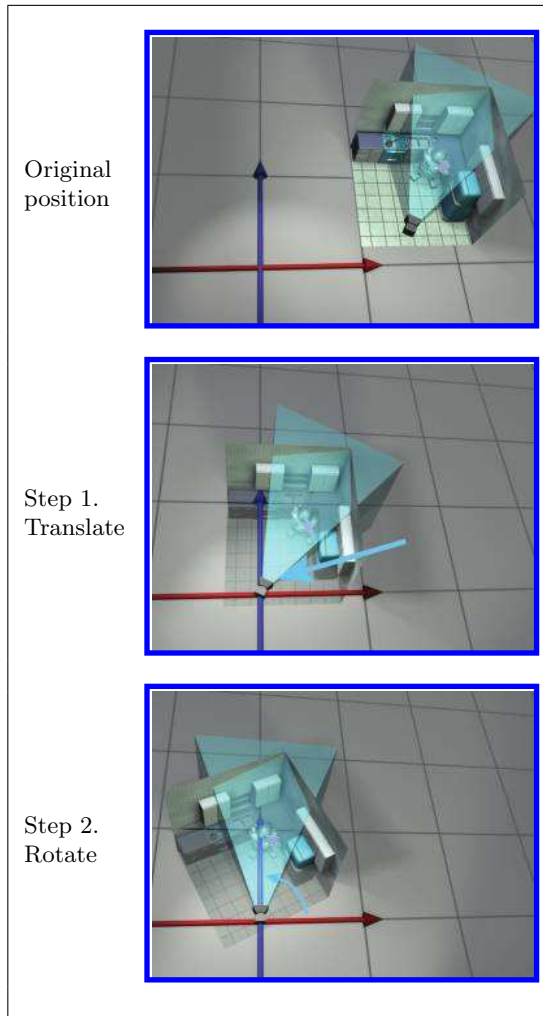 Original
position
Step 1.
Translate
Step 2.
Rotate